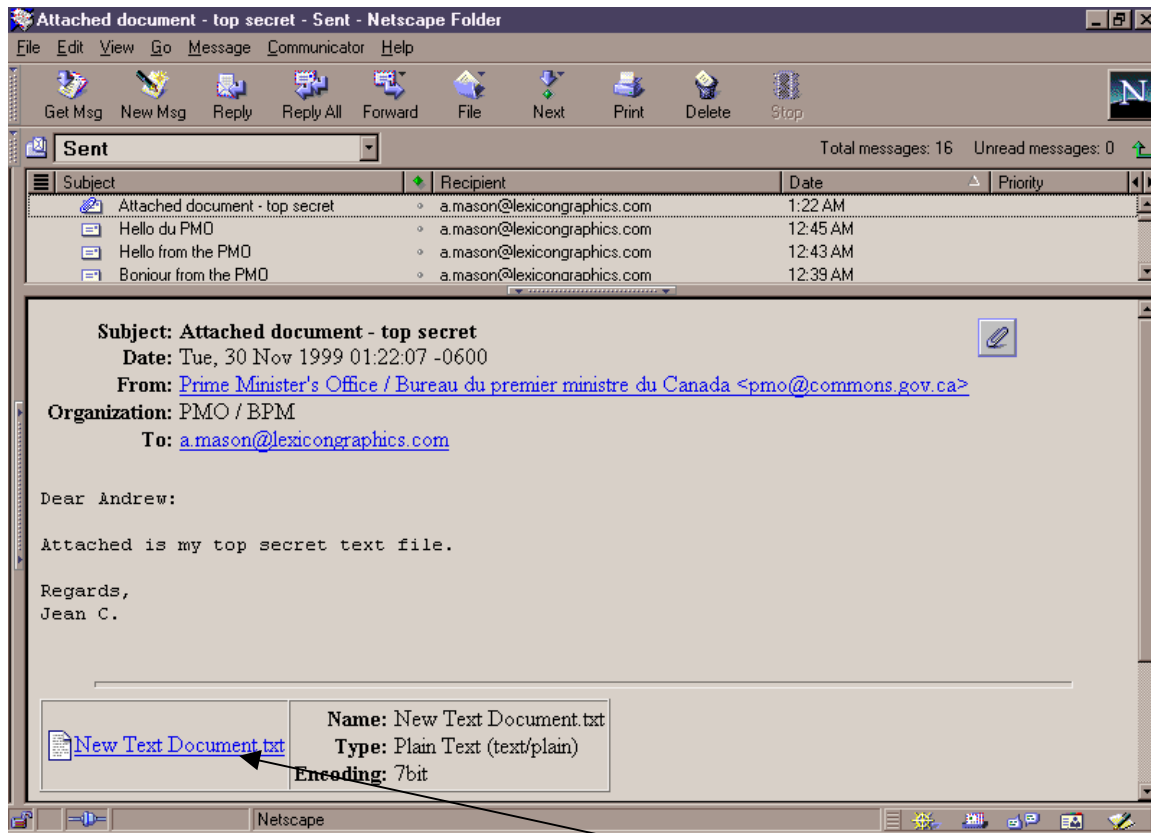 Attached document - top secret - Sent - Netscape Folder
File Edit View Go Message Communicator Help
Get Msg New Msg Reply Reply All Forward File Next Print Delete Stop
N
Sent Total messages: 16 Unread messages: 0
Subject Recipient Date Priority
Attached document - top secret a.mason@lexicongraphics.com 1:22 AM
Hello du PMO a.mason@lexicongraphics.com 12:45 AM
Hello from the PMO a.mason@lexicongraphics.com 12:43 AM
Bonjour from the PMO a.mason@lexicongraphics.com 12:39 AM
Subject: Attached document - top secret
Date: Tue, 30 Nov 1999 01:22:07 -0600
From: Prime Minister's Office / Bureau du premier ministre du Canada <pmo@commons.gov.ca>
Organization: PMO / BPM
To: a.mason@lexicongraphics.com
Dear Andrew:
Attached is my top secret text file.
Regards,
Jean C.
New Text Document.txt
Name: New Text Document.txt
Type: Plain Text (text/plain)
Encoding: 7bit
Netscape